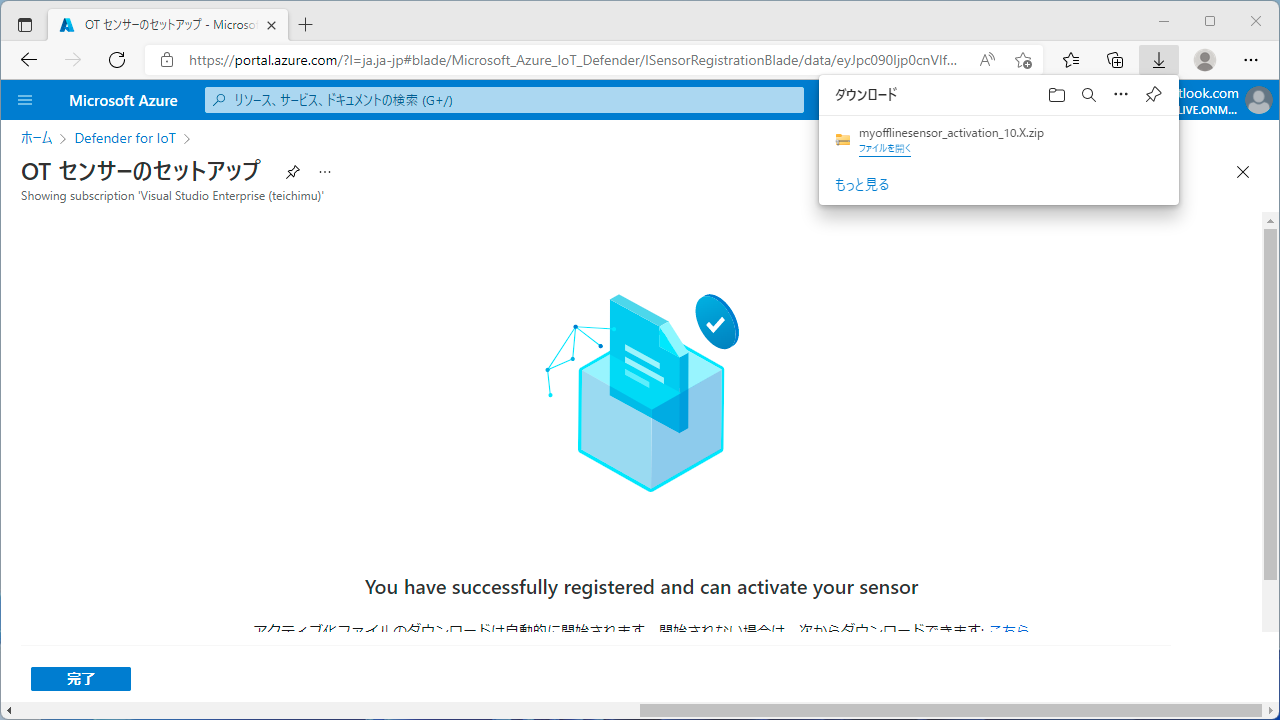 OT センサーのセットアップ - Microso
https://portal.azure.com/?l=ja.ja-jp#blade/Microsoft_Azure_IoT_Defender/ISensorRegistrationBlade/data/eyJpc090Ijp0cnVlf...
Microsoft Azure
リソース、サービス、ドキュメントの検索 (G+/)
tlook.com
LIVE.ONM...
ダウンロード
myofflinesensor_activation_10.X.zip
ファイルを開く
もっと見る
ホーム > Defender for IoT >
OT センサーのセットアップ
Showing subscription 'Visual Studio Enterprise (teichimu)'
You have successfully registered and can activate your sensor
アクティブ化ファイルのダウンロードは自動的に開始されます。開始されない場合は、次からダウンロードできます: こちら
完了